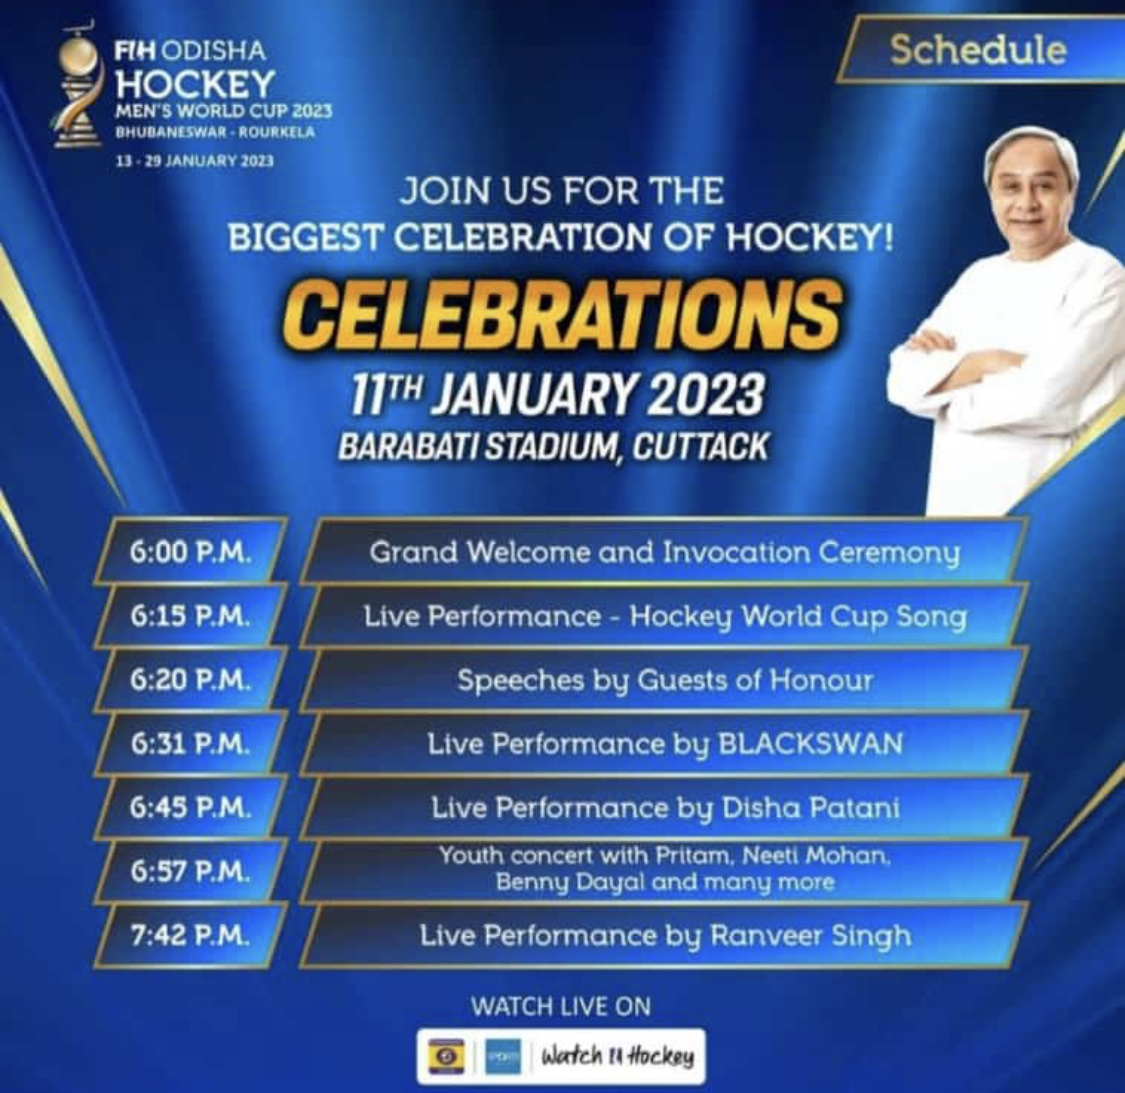 FIH ODISHA
HOCKEY
MEN'S WORLD CUP 2023
BHUBANESWAR - ROURKELA
13 - 29 JANUARY 2023
Schedule
JOIN US FOR THE
BIGGEST CELEBRATION OF HOCKEY!
CELEBRATIONS
11TH JANUARY 2023
BARABATI STADIUM, CUTTACK
6:00 P.M. Grand Welcome and Invocation Ceremony
6:15 P.M. Live Performance - Hockey World Cup Song
6:20 P.M. Speeches by Guests of Honour
6:31 P.M. Live Performance by BLACKSWAN
6:45 P.M. Live Performance by Disha Patani
6:57 P.M. Youth concert with Pritam, Neeti Mohan,
Benny Dayal and many more
7:42 P.M. Live Performance by Ranveer Singh
WATCH LIVE ON
Watch Hockey